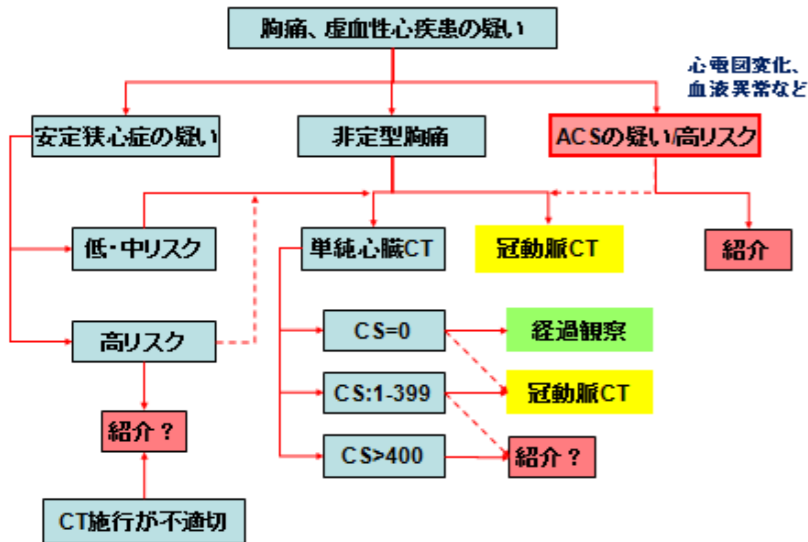 胸痛、虚血性心疾患の疑い
心電図変化、
血液異常など
安定狭心症の疑い
非定型胸痛
ACSの疑い/高リスク
低・中リスク
単純心臓CT
冠動脈CT
紹介
高リスク
CS=0
経過観察
CS:1-399
冠動脈CT
紹介？
CS>400
紹介？
CT施行が不適切